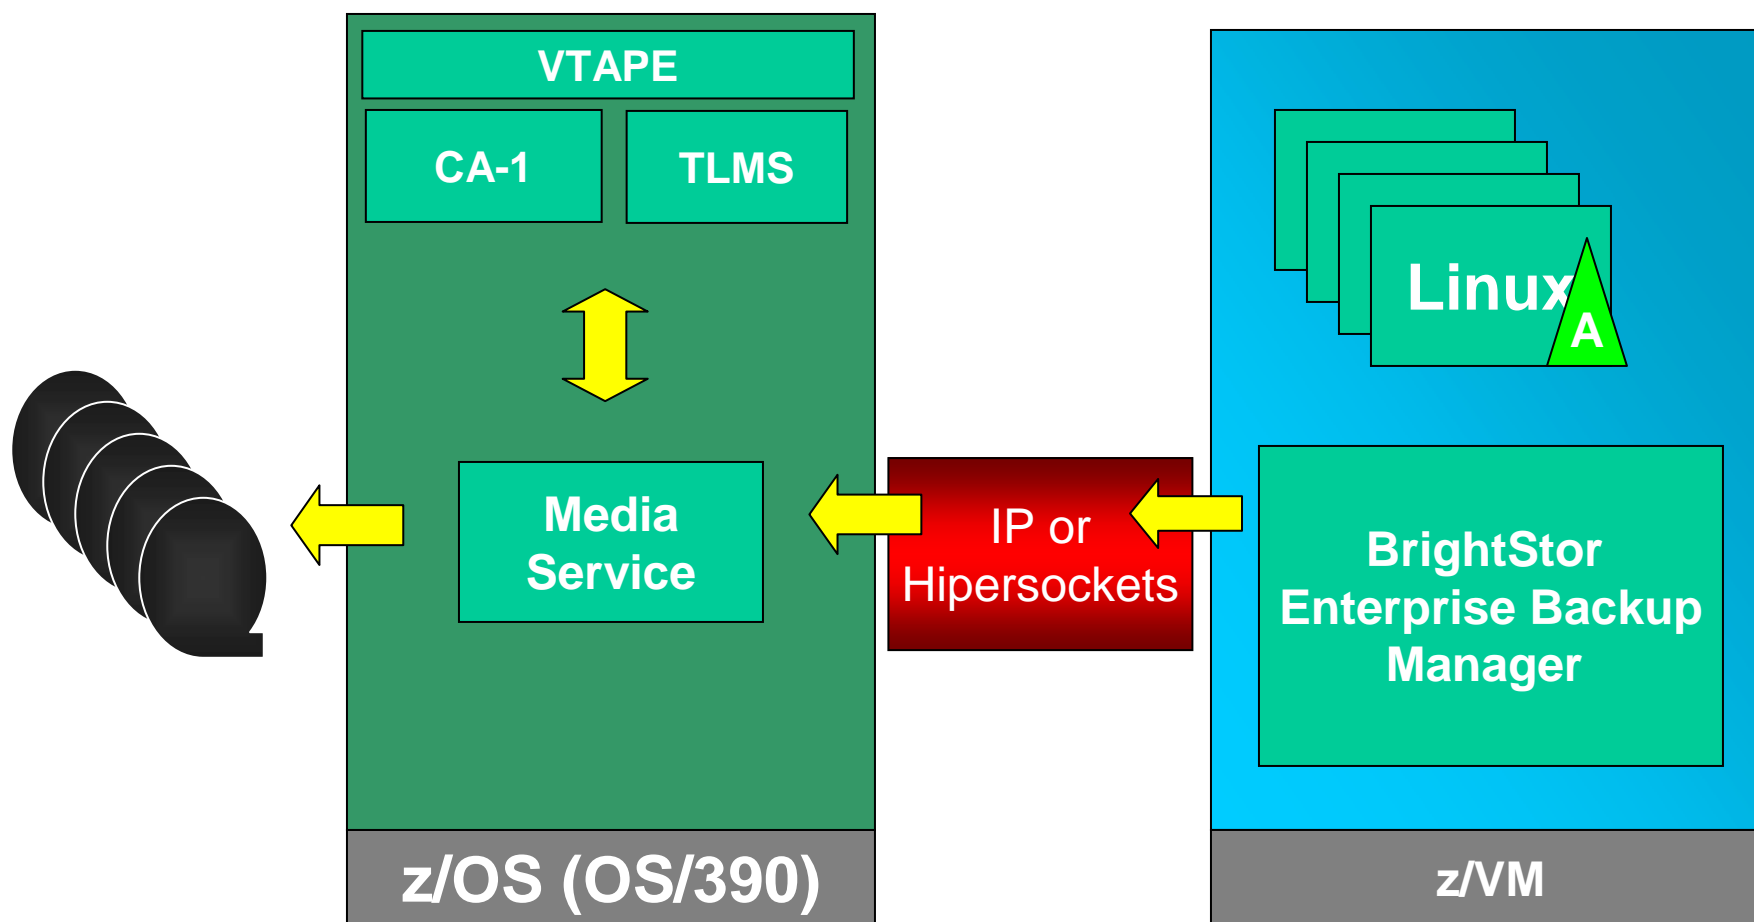 VTAPE
CA-1
TLMS
Linux
A
Media
Service
IP or
Hipersockets
BrightStor
Enterprise Backup
Manager
z/OS (OS/390)
z/VM